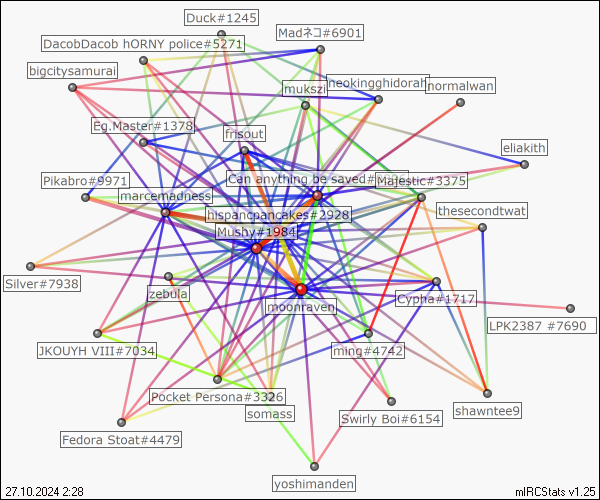 Duck#1245
Madネコ#6901
DacobDacob hORNY police#5271
bigcitysamurai
mukszi
neokingghidorah
normalwan
Eg.Master#1378
frisout
eliakith
Can anything be saved#
Majestic#3375
Pikabro#9971
marcemadness
hispancpancakes#2928
thesecondtwat
Mushy#1984
Silver#7938
zebula
moonraven
Cypha#1717
LPK2387 #7690
JKOUYH VIII#7034
ming#4742
Pocket Persona#3326
somass
Swirly Boi#6154
shawntee9
Fedora Stoat#4479
yoshimanden
27.10.2024 2:28
mIRCStats v1.25